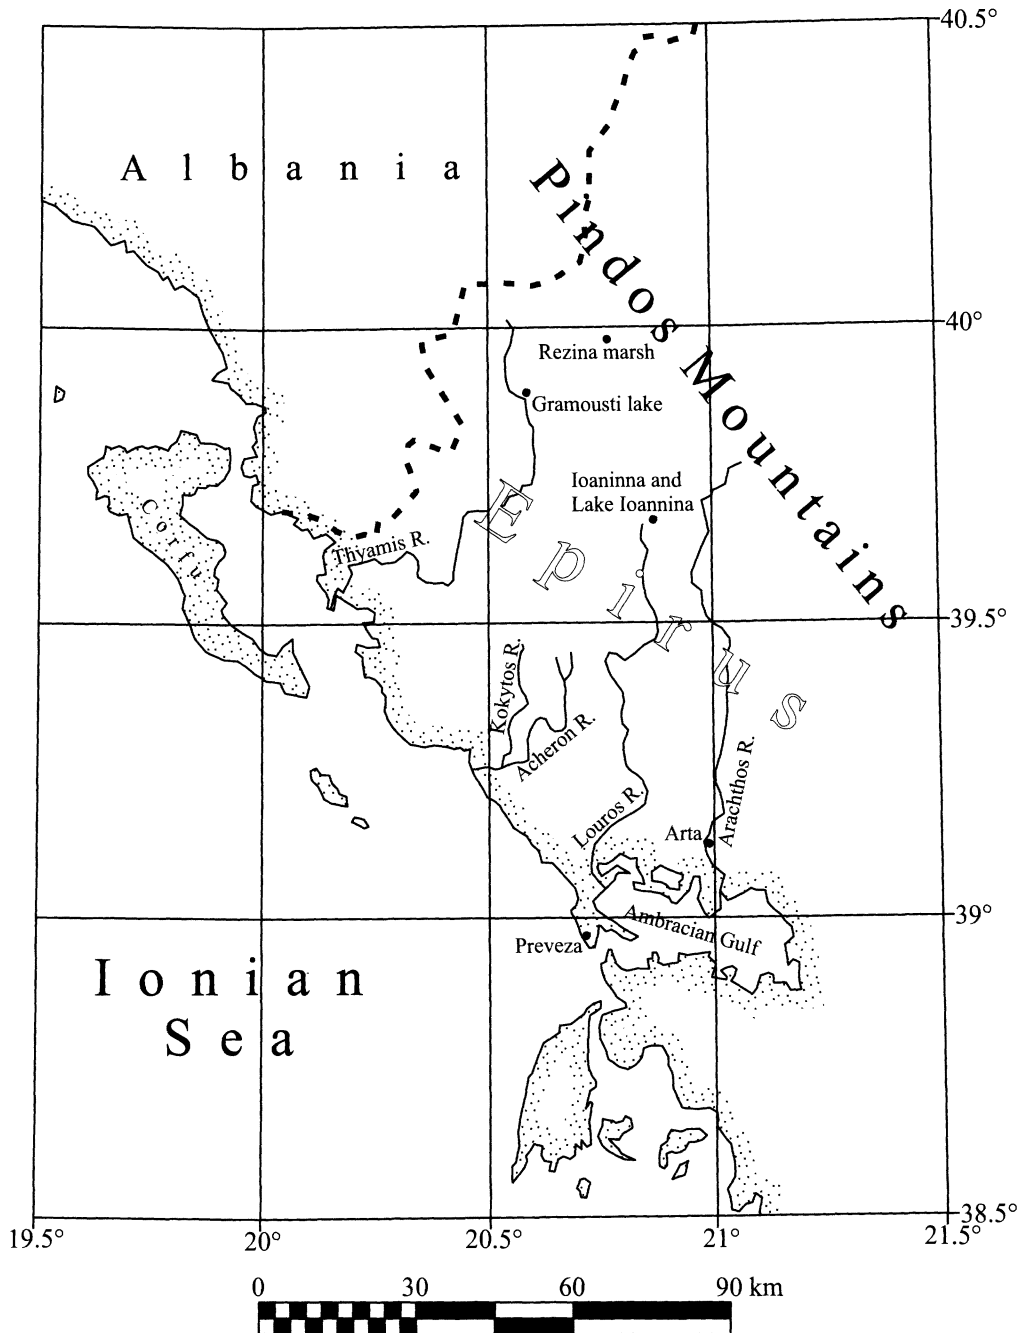 40.5°
Albania
Pindos Mountains
40°
Rezina marsh
Gramousti lake
Ioaninna and
Lake Ioannina
Corfu
Epirus
Thyamis R.
39.5°
Kokytos R.
Acheron R.
Louros R.
Arachthos R.
Arta
39°
Ambracian Gulf
Preveza
Ionian
Sea
38.5°
19.5°
20°
20.5°
21°
21.5°
0 30 60 90 km